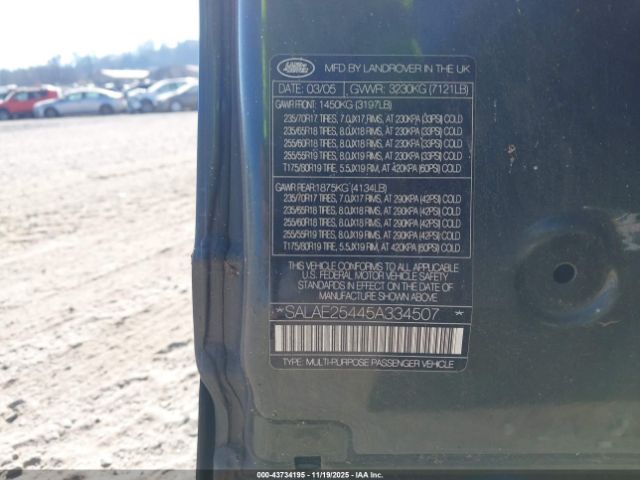 LAND ROVER
MFD BY LANDROVER IN THE UK
DATE: 03/05 GVWR: 3230KG (7121LB)
GAWR FRONT: 1450KG (3197LB)
235/70R17 TIRES, 7.0JX17 RIMS, AT 230KPA (33PSI) COLD
235/65R18 TIRES, 8.0JX18 RIMS, AT 230KPA (33PSI) COLD
255/60R18 TIRES, 8.0JX18 RIMS, AT 230KPA (33PSI) COLD
255/55R19 TIRES, 8.0JX19 RIMS, AT 230KPA (33PSI) COLD
T175/80R19 TIRE, 5.5JX19 RIM, AT 420KPA (60PSI) COLD
GAWR REAR: 1875KG (4134LB)
235/70R17 TIRES, 7.0JX17 RIMS, AT 290KPA (42PSI) COLD
235/65R18 TIRES, 8.0JX18 RIMS, AT 290KPA (42PSI) COLD
255/60R18 TIRES, 8.0JX18 RIMS, AT 290KPA (42PSI) COLD
255/55R19 TIRES, 8.0JX19 RIMS, AT 290KPA (42PSI) COLD
T175/80R19 TIRE, 5.5JX19 RIM, AT 420KPA (60PSI) COLD
THIS VEHICLE CONFORMS TO ALL APPLICABLE
U.S. FEDERAL MOTOR VEHICLE SAFETY
STANDARDS IN EFFECT ON THE DATE OF
MANUFACTURE SHOWN ABOVE
*SALAE25445A334507*
TYPE: MULTI-PURPOSE PASSENGER VEHICLE
© 43734195 - 11/19/2025 - IAAI.COM